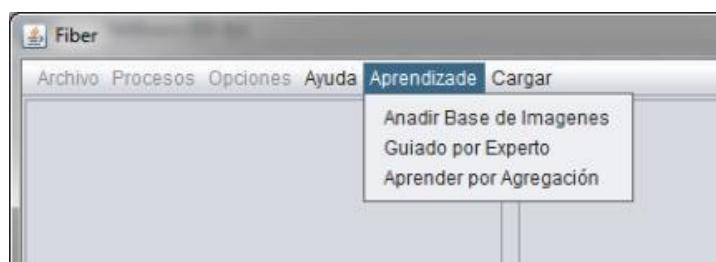 Fiber
Archivo Procesos Opciones Ayuda Aprendizade Cargar
Anadir Base de Imagenes
Guiado por Experto
Aprender por Agregación